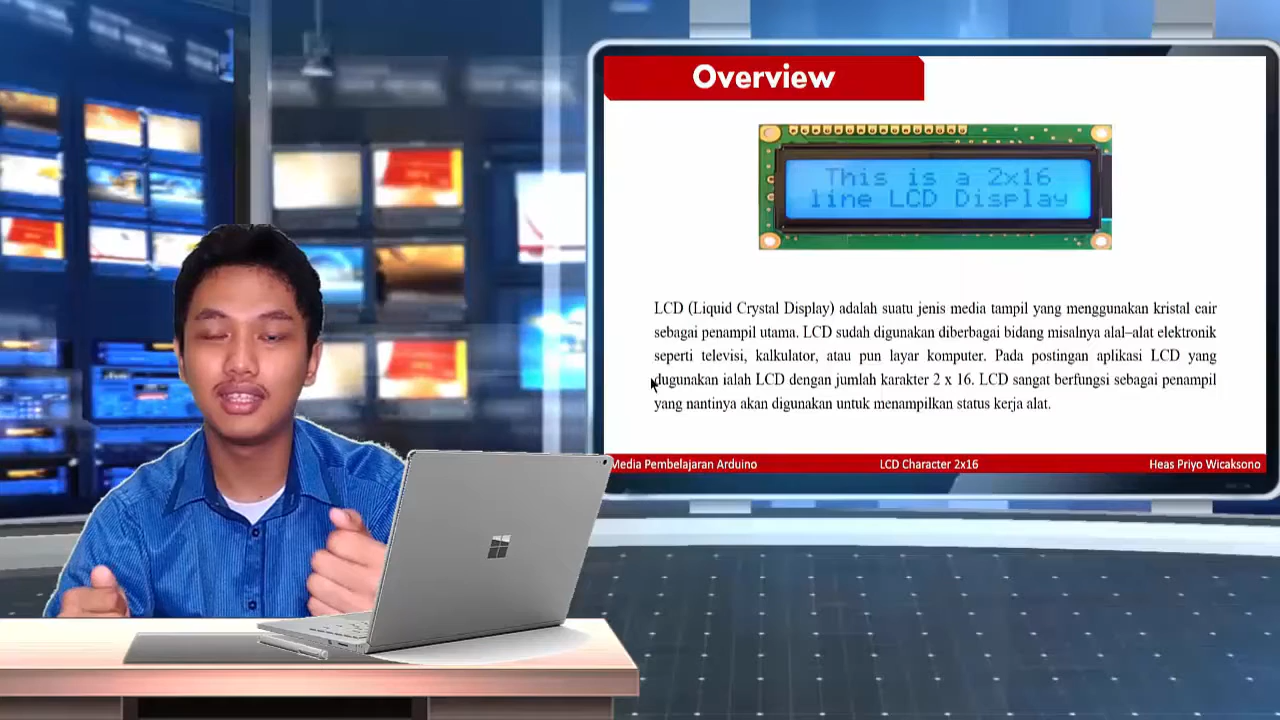 Overview
This is a 2x16
line LCD Display
LCD (Liquid Crystal Display) adalah suatu jenis media tampil yang menggunakan kristal cair
sebagai penampil utama. LCD sudah digunakan diberbagai bidang misalnya alal–alat elektronik
seperti televisi, kalkulator, atau pun layar komputer. Pada postingan aplikasi LCD yang
dugunakan ialah LCD dengan jumlah karakter 2 x 16. LCD sangat berfungsi sebagai penampil
yang nantinya akan digunakan untuk menampilkan status kerja alat.
Media Pembelajaran Arduino LCD Character 2x16 Heas Priyo Wicaksono